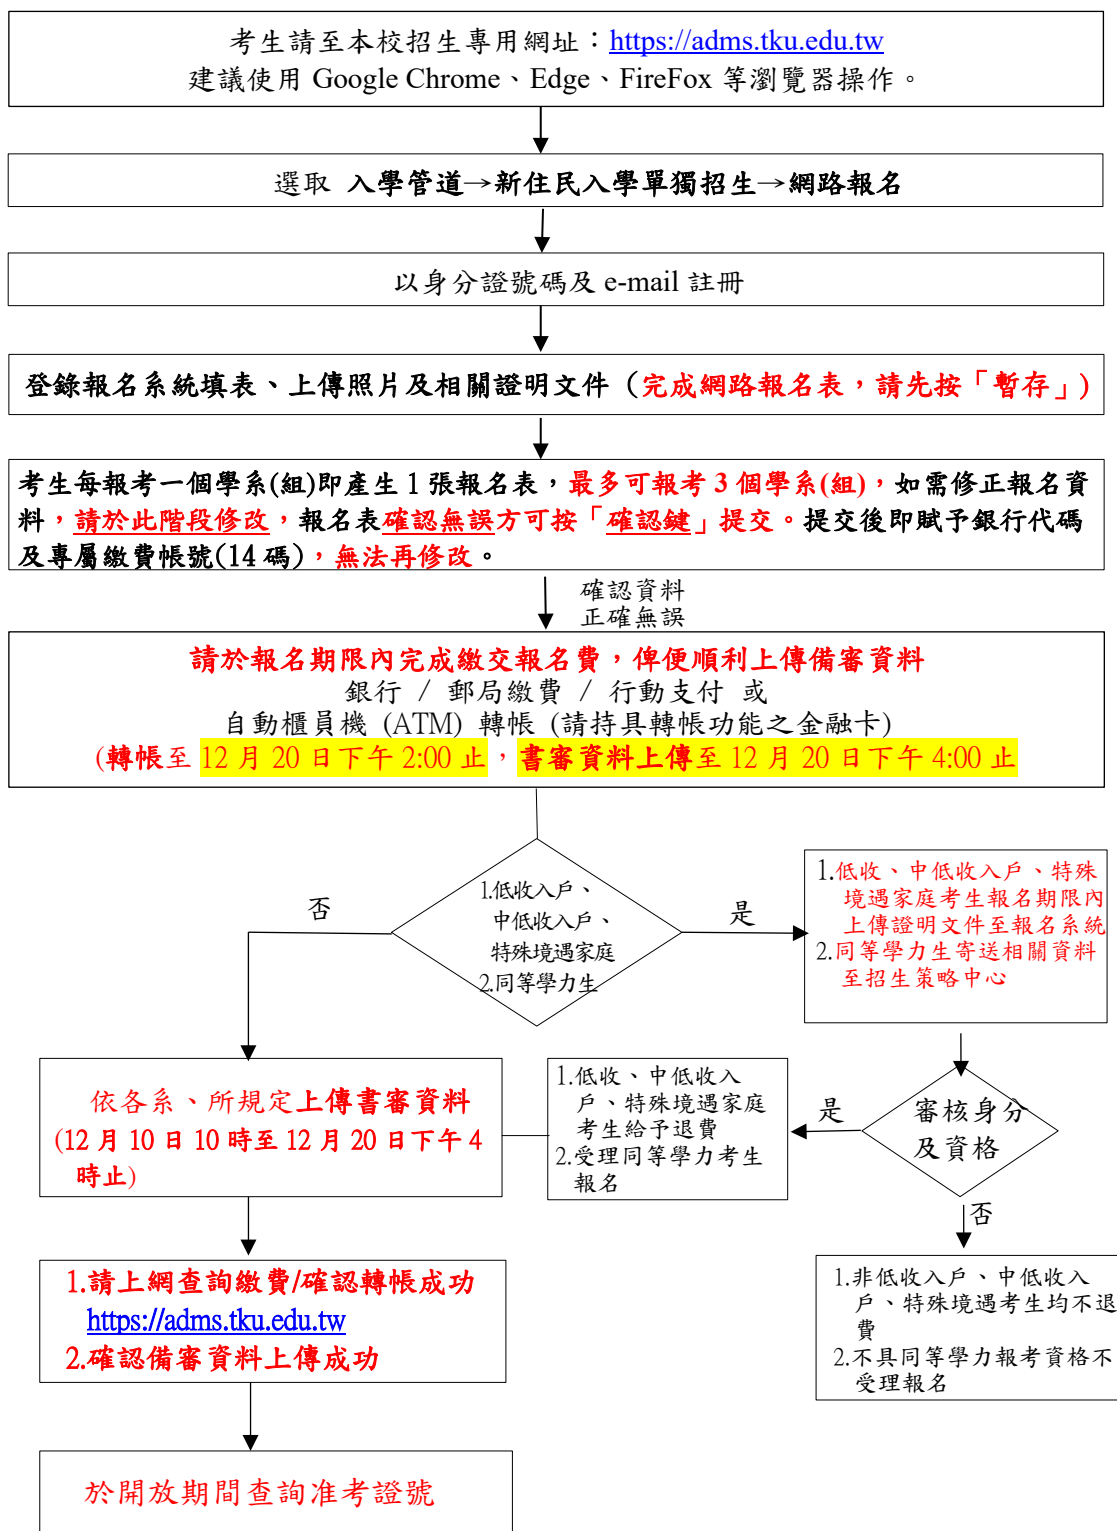 考生請至本校招生專用網址：https://adms.tku.edu.tw
建議使用 Google Chrome、Edge、FireFox 等瀏覽器操作。
選取 入學管道→新住民入學單獨招生→網路報名
以身分證號碼及 e-mail 註冊
登錄報名系統填表、上傳照片及相關證明文件（完成網路報名表，請先按「暫存」)
考生每報考一個學系(組)即產生 1 張報名表，最多可報考 3 個學系(組)，如需修正報名資
料，請於此階段修改，報名表確認無誤方可按「確認鍵」提交。提交後即賦予銀行代碼
及專屬繳費帳號(14 碼)，無法再修改。
確認資料
正確無誤
請於報名期限內完成繳交報名費，俾便順利上傳備審資料
銀行 / 郵局繳費 / 行動支付 或
自動櫃員機 (ATM) 轉帳 (請持具轉帳功能之金融卡)
(轉帳至 12 月 20 日下午 2:00 止，書審資料上傳至 12 月 20 日下午 4:00 止
1.低收入戶、
中低收入戶、
特殊境遇家庭
2.同等學力生
否
是
1.低收、中低收入戶、特殊
境遇家庭考生報名期限內
上傳證明文件至報名系統
2.同等學力生寄送相關資料
至招生策略中心
審核身分
及資格
是
否
1.低收、中低收入
戶、特殊境遇家庭
考生給予退費
2.受理同等學力考生
報名
1.非低收入戶、中低收入
戶、特殊境遇考生均不退
費
2.不具同等學力報考資格不
受理報名
依各系、所規定上傳書審資料
(12 月 10 日 10 時至 12 月 20 日下午 4
時止)
1.請上網查詢繳費/確認轉帳成功
https://adms.tku.edu.tw
2.確認備審資料上傳成功
於開放期間查詢准考證號